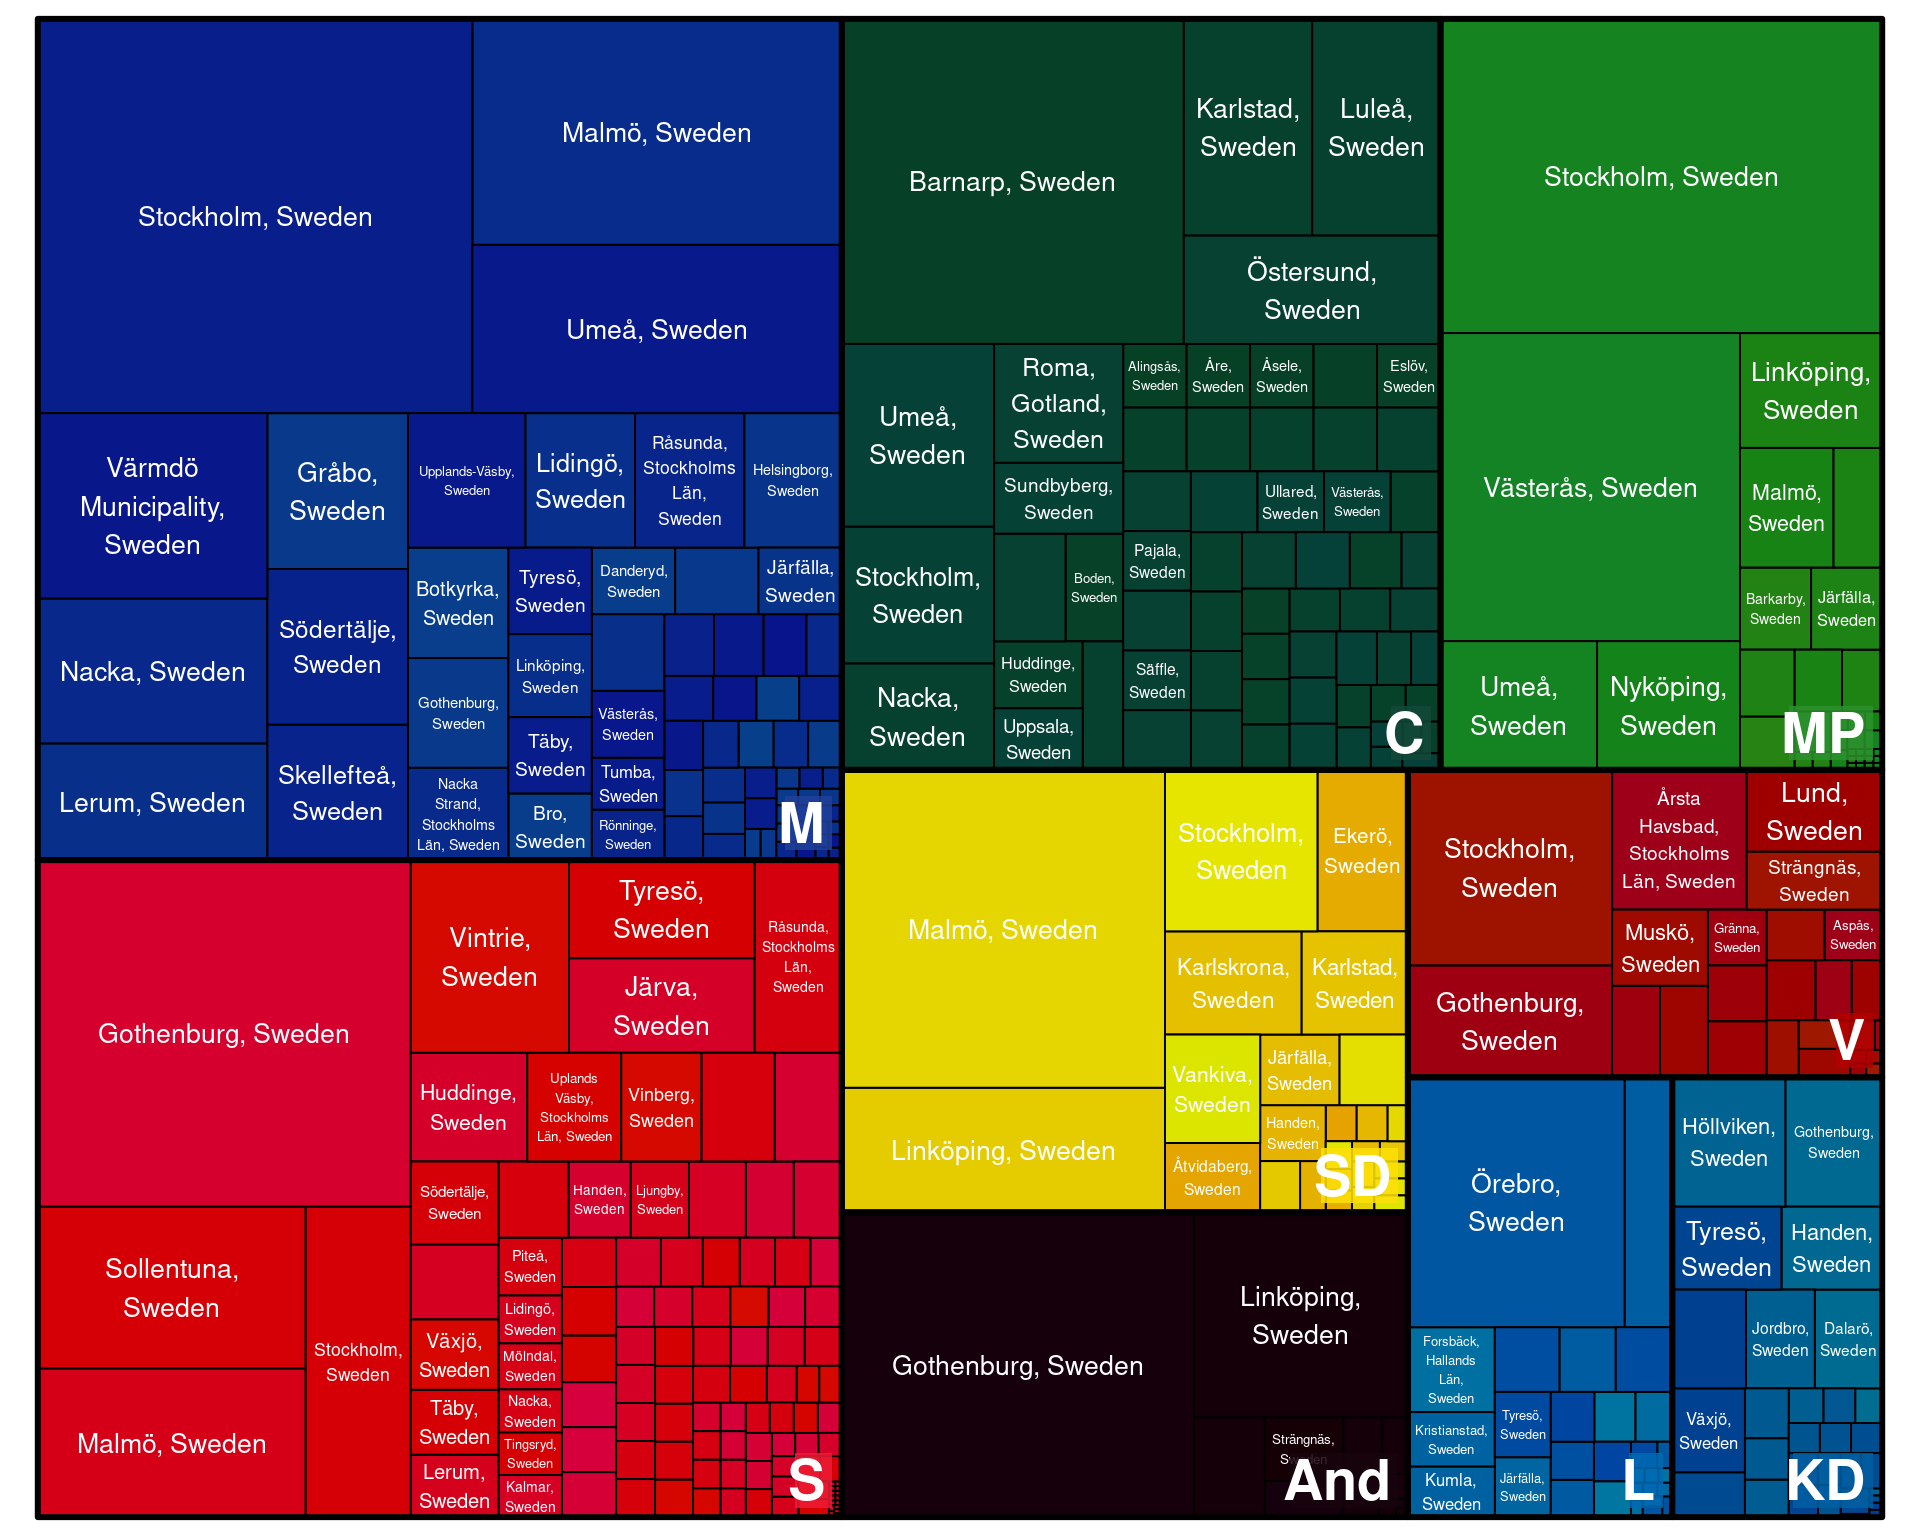 Stockholm, Sweden
Malmö, Sweden
Umeå, Sweden
Värmdö
Municipality,
Sweden
Nacka, Sweden
Lerum, Sweden
Gråbo,
Sweden
Södertälje,
Sweden
Skellefteå,
Sweden
Upplands-Väsby,
Sweden
Lidingö,
Sweden
Råsunda,
Stockholms
Län,
Sweden
Helsingborg,
Sweden
Botkyrka,
Sweden
Gothenburg,
Sweden
Nacka
Strand,
Stockholms
Län, Sweden
Tyresö,
Sweden
Linköping,
Sweden
Täby,
Sweden
Bro,
Sweden
Danderyd,
Sweden
Järfälla,
Sweden
Västerås,
Sweden
Tumba,
Sweden
Rönninge,
Sweden
M
Barnarp, Sweden
Karlstad,
Sweden
Luleå,
Sweden
Östersund,
Sweden
Umeå,
Sweden
Stockholm,
Sweden
Nacka,
Sweden
Roma,
Gotland,
Sweden
Sundbyberg,
Sweden
Boden,
Sweden
Huddinge,
Sweden
Uppsala,
Sweden
Alingsås,
Sweden
Åre,
Sweden
Åsele,
Sweden
Eslöv,
Sweden
Ullared,
Sweden
Västerås,
Sweden
Pajala,
Sweden
Säffle,
Sweden
C
Stockholm, Sweden
Västerås, Sweden
Umeå,
Sweden
Nyköping,
Sweden
Linköping,
Sweden
Malmö,
Sweden
Barkarby,
Sweden
Järfälla,
Sweden
MP
Gothenburg, Sweden
Sollentuna,
Sweden
Malmö, Sweden
Stockholm,
Sweden
Vintrie,
Sweden
Tyresö,
Sweden
Järva,
Sweden
Råsunda,
Stockholms
Län,
Sweden
Huddinge,
Sweden
Uplands
Väsby,
Stockholms
Län, Sweden
Vinberg,
Sweden
Södertälje,
Sweden
Växjö,
Sweden
Täby,
Sweden
Lerum,
Sweden
Handen,
Sweden
Ljungby,
Sweden
Piteå,
Sweden
Lidingö,
Sweden
Mölndal,
Sweden
Nacka,
Sweden
Tingsryd,
Sweden
Kalmar,
Sweden
S
Malmö, Sweden
Linköping, Sweden
Stockholm,
Sweden
Ekerö,
Sweden
Karlskrona,
Sweden
Karlstad,
Sweden
Vankiva,
Sweden
Åtvidaberg,
Sweden
Järfälla,
Sweden
Handen,
Sweden
SD
Gothenburg, Sweden
Linköping,
Sweden
Strängnäs,
Sweden
And
Stockholm,
Sweden
Gothenburg,
Sweden
Årsta
Havsbad,
Stockholms
Län, Sweden
Lund,
Sweden
Strängnäs,
Sweden
Muskö,
Sweden
Gränna,
Sweden
Aspås,
Sweden
V
Örebro,
Sweden
Forsbäck,
Hallands
Län,
Sweden
Kristianstad,
Sweden
Kumla,
Sweden
Tyresö,
Sweden
Järfälla,
Sweden
L
Höllviken,
Sweden
Gothenburg,
Sweden
Tyresö,
Sweden
Handen,
Sweden
Jordbro,
Sweden
Dalarö,
Sweden
Växjö,
Sweden
KD